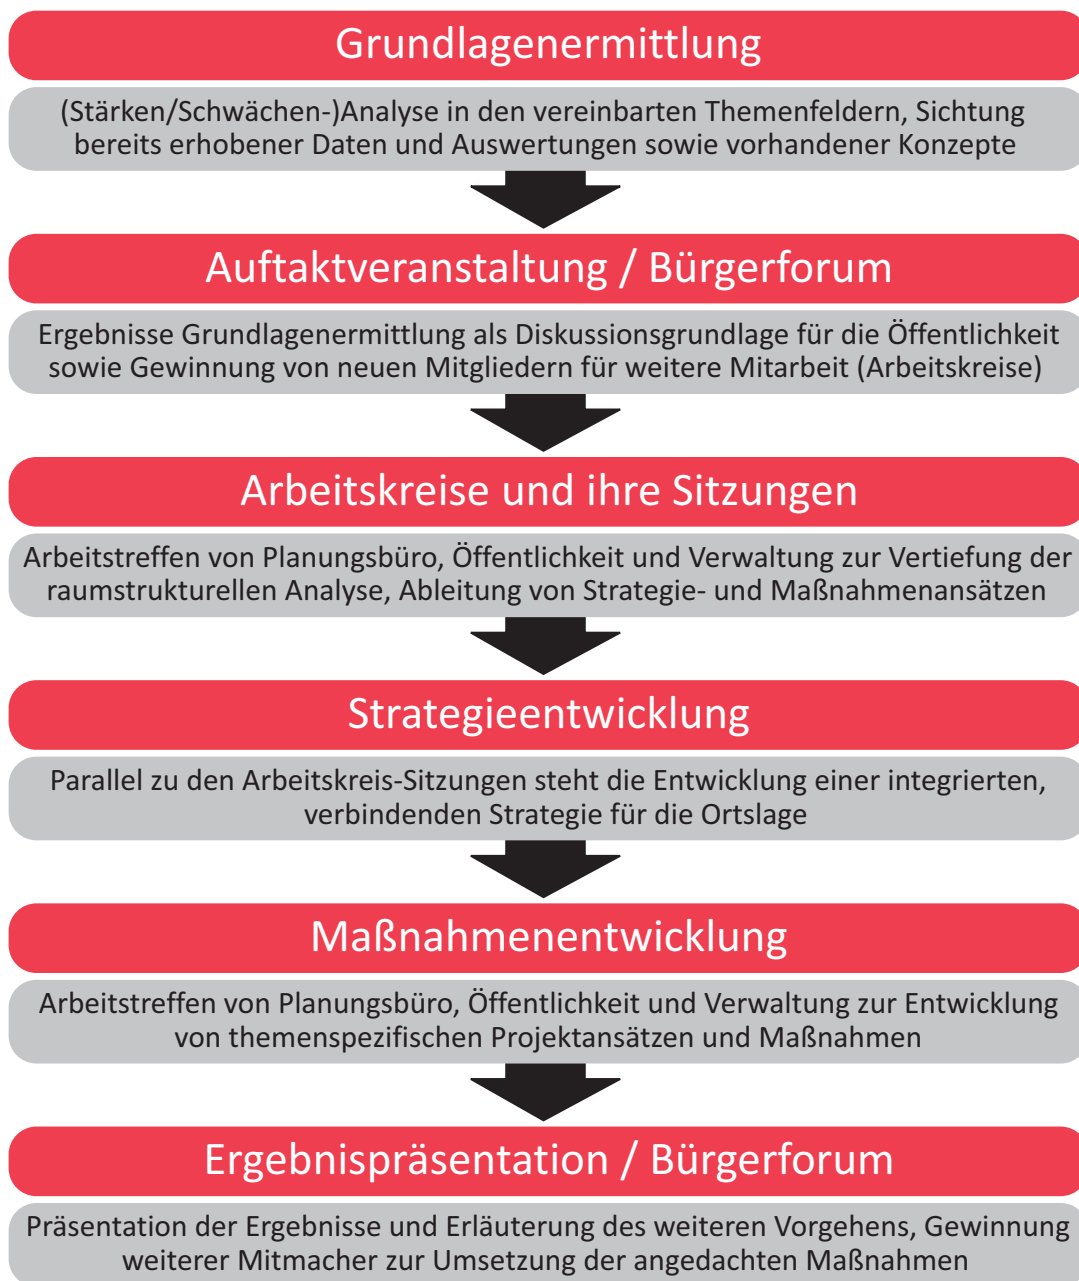 Grundlagenermittlung
(Stärken/Schwächen-)Analyse in den vereinbarten Themenfeldern, Sichtung
bereits erhobener Daten und Auswertungen sowie vorhandener Konzepte
Auftaktveranstaltung / Bürgerforum
Ergebnisse Grundlagenermittlung als Diskussionsgrundlage für die Öffentlichkeit
sowie Gewinnung von neuen Mitgliedern für weitere Mitarbeit (Arbeitskreise)
Arbeitskreise und ihre Sitzungen
Arbeitstreffen von Planungsbüro, Öffentlichkeit und Verwaltung zur Vertiefung der
raumstrukturellen Analyse, Ableitung von Strategie- und Maßnahmenansätzen
Strategieentwicklung
Parallel zu den Arbeitskreis-Sitzungen steht die Entwicklung einer integrierten,
verbindenden Strategie für die Ortslage
Maßnahmenentwicklung
Arbeitstreffen von Planungsbüro, Öffentlichkeit und Verwaltung zur Entwicklung
von themenspezifischen Projektansätzen und Maßnahmen
Ergebnispräsentation / Bürgerforum
Präsentation der Ergebnisse und Erläuterung des weiteren Vorgehens, Gewinnung
weiterer Mitmacher zur Umsetzung der angedachten Maßnahmen